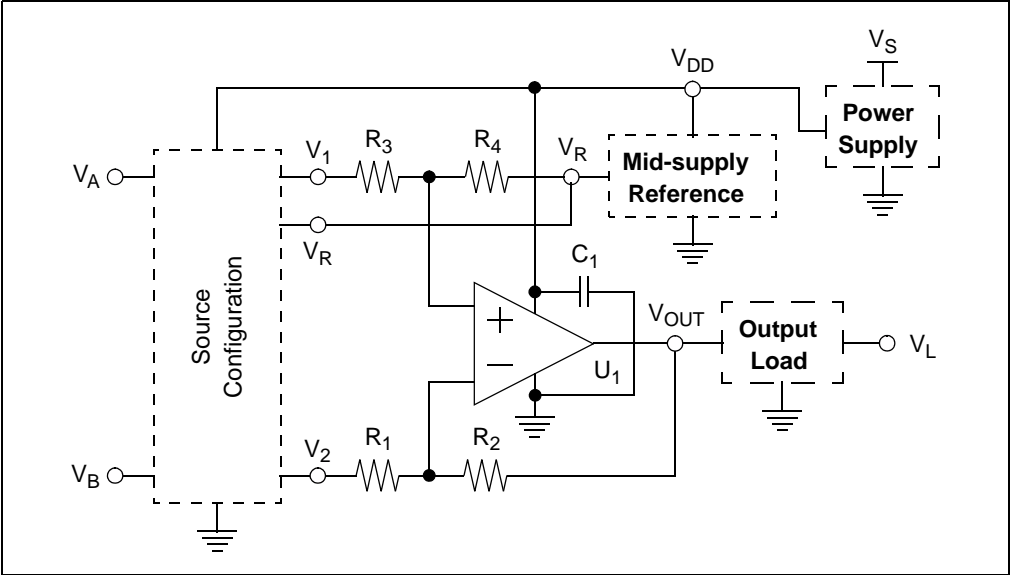 V_S
V_DD
Power
Supply
R_3
R_4
V_1
V_R
V_A
Mid-supply
Reference
V_R
C_1
Source
Configuration
V_OUT
+
−
U_1
Output
Load
V_L
R_1
R_2
V_2
V_B